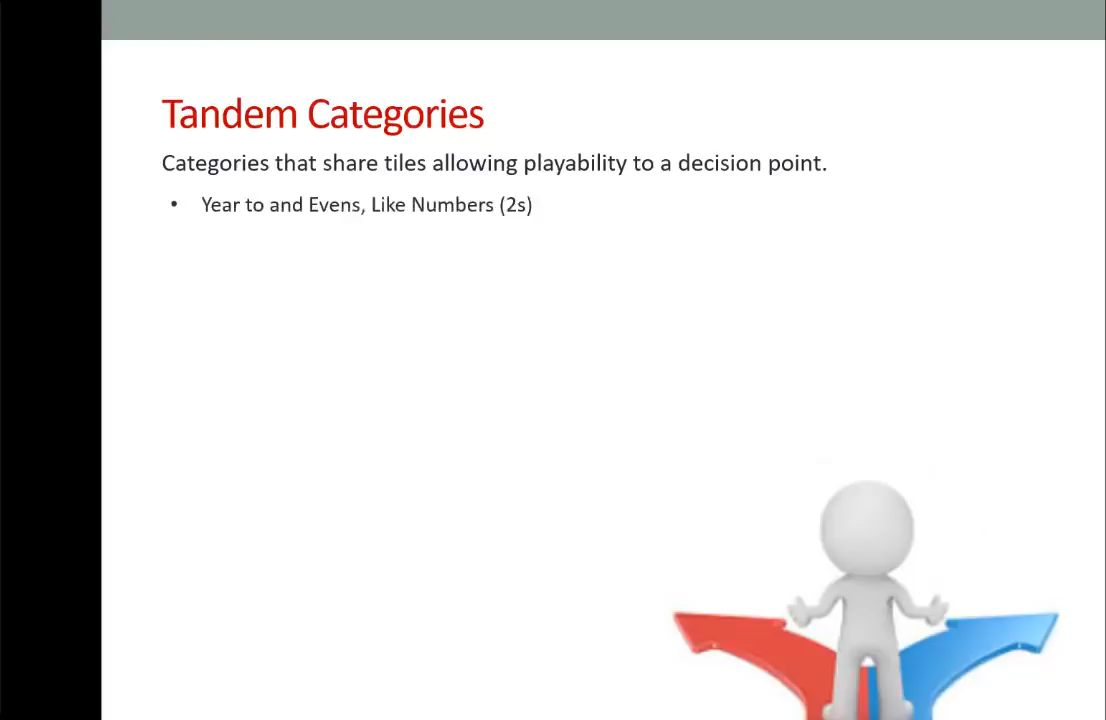 Tandem Categories
Categories that share tiles allowing playability to a decision point.
• Year to and Evens, Like Numbers (2s)